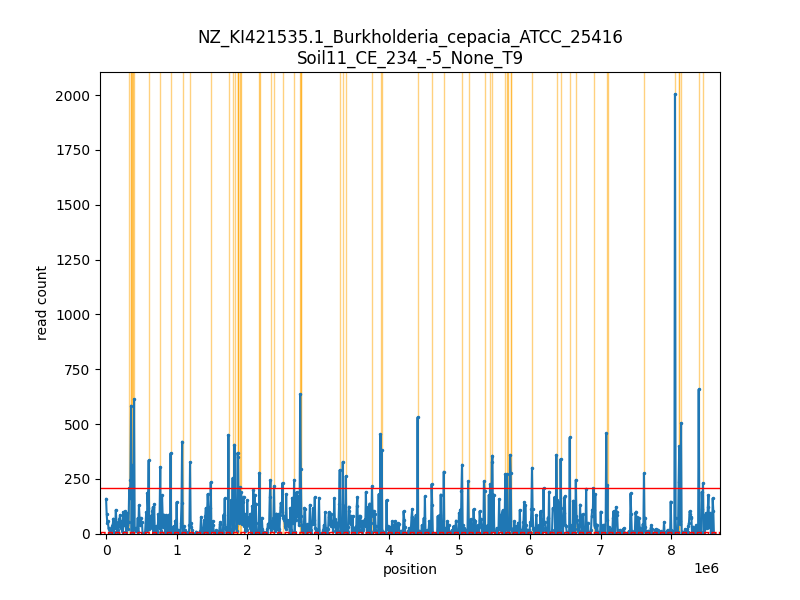 NZ_KI421535.1_Burkholderia_cepacia_ATCC_25416
Soil11_CE_234_-5_None_T9
2000
1750
1500
1250
1000
750
500
250
0
read count
0 1 2 3 4 5 6 7 8
1e6
position